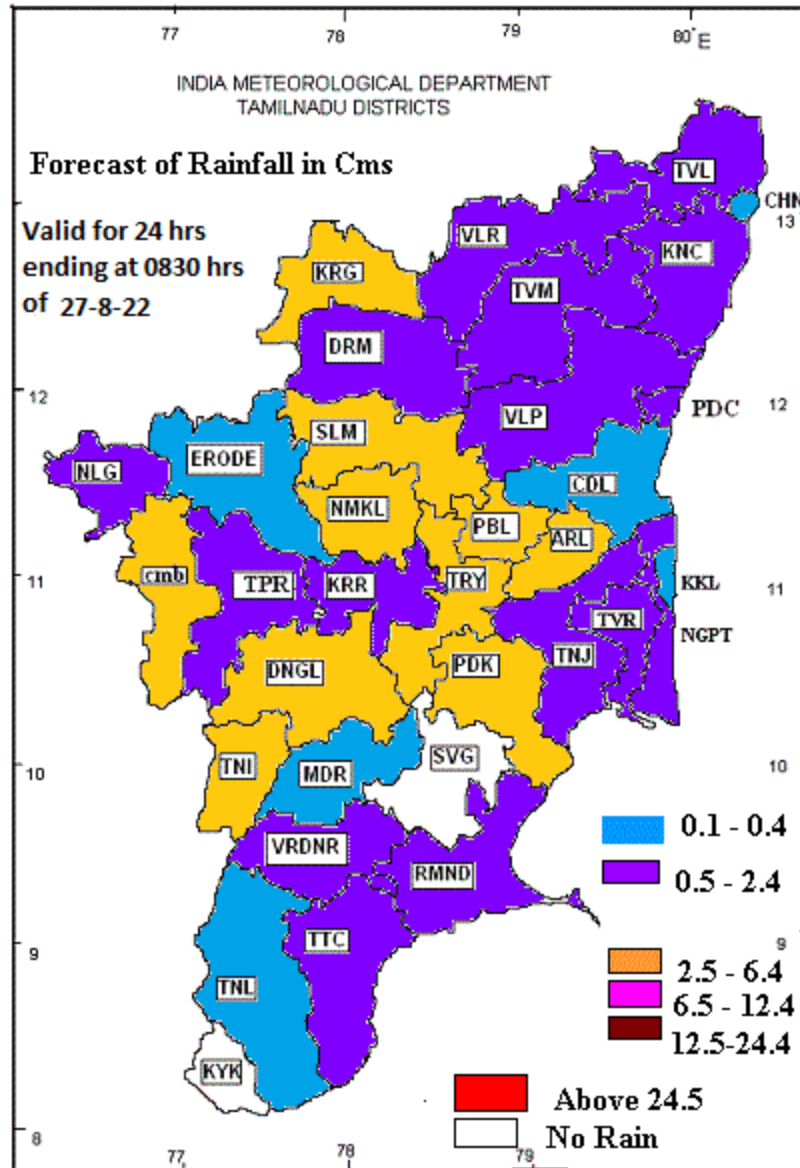 77 78 79 80°E
INDIA METEOROLOGICAL DEPARTMENT
TAMILNADU DISTRICTS
Forecast of Rainfall in Cms
TVL
CHN
13
Valid for 24 hrs
ending at 0830 hrs
of 27-8-22
VLR
KNC
KRG
TVM
DRM
12
12
VLP
PDC
SLM
ERODE
NLG
CDL
NMKL
PBL
ARL
11
cmb
TPR
KRR
TRY
KKL
11
TVR
NGPT
DNGL
PDK
TNJ
10
TNI
MDR
SVG
10
0.1 - 0.4
VRDNR
RMND
0.5 - 2.4
9
TTC
9
2.5 - 6.4
TNL
6.5 - 12.4
12.5-24.4
KYK
Above 24.5
8
No Rain
77 78 79